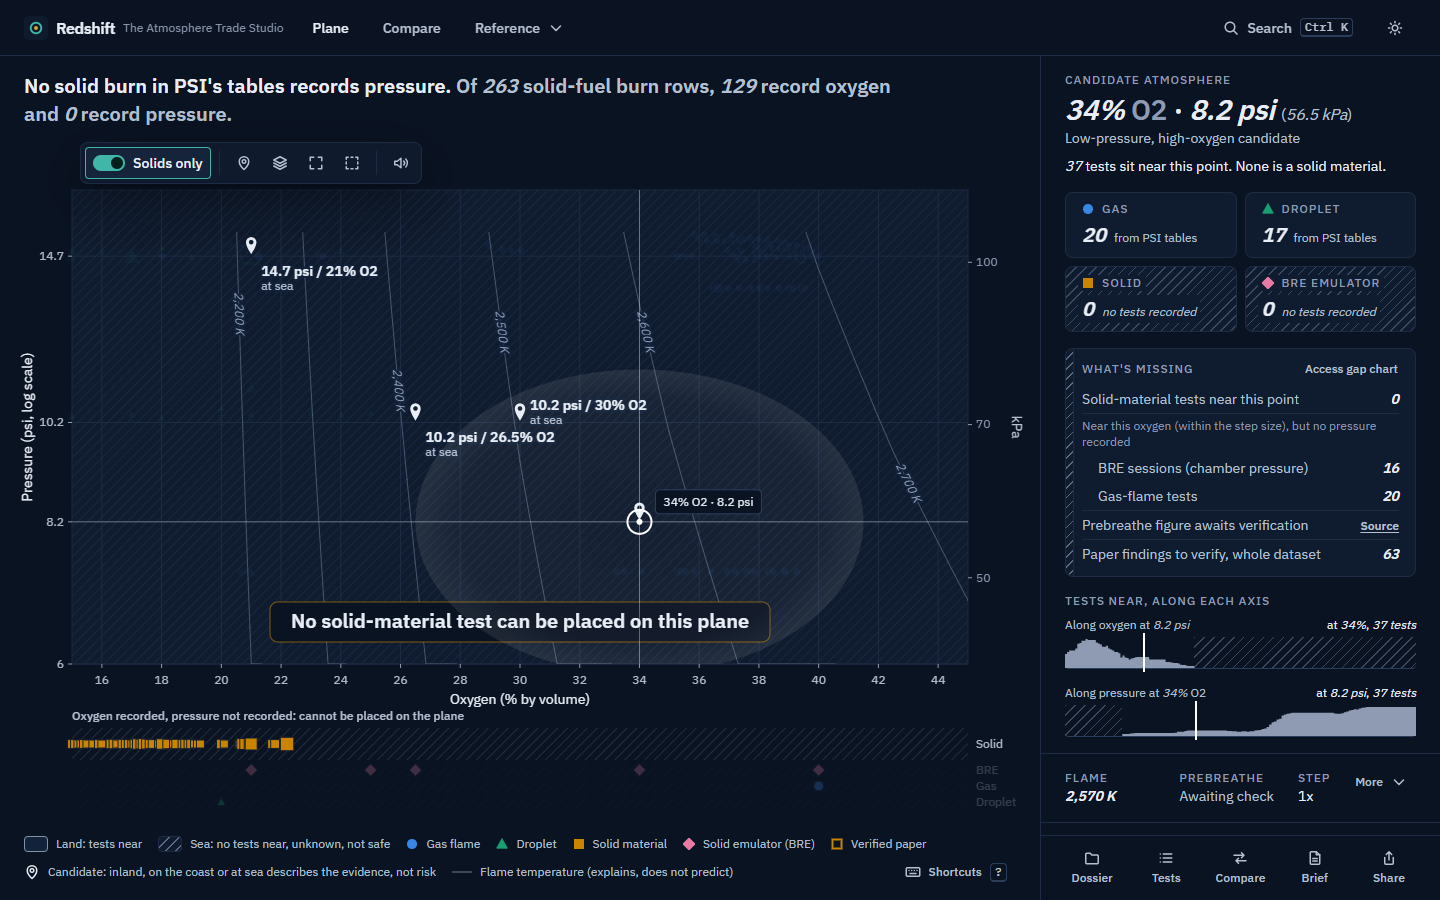 Redshift The Atmosphere Trade Studio Plane Compare Reference Search Ctrl K
No solid burn in PSI's tables records pressure. Of 263 solid-fuel burn rows, 129 record oxygen
and 0 record pressure.
Solids only
14.7
10.2
8.2
6
Pressure (psi, log scale)
14.7 psi / 21% O2
at sea
10.2 psi / 30% O2
at sea
10.2 psi / 26.5% O2
at sea
34% O2 · 8.2 psi
2,200 K
2,400 K
2,500 K
2,600 K
2,700 K
No solid-material test can be placed on this plane
100
70
50
kPa
16 18 20 22 24 26 28 30 32 34 36 38 40 42 44
Oxygen (% by volume)
Oxygen recorded, pressure not recorded: cannot be placed on the plane
Solid
BRE
Gas
Droplet
Land: tests near Sea: no tests near, unknown, not safe Gas flame Droplet Solid material Solid emulator (BRE) Verified paper
Candidate: inland, on the coast or at sea describes the evidence, not risk Flame temperature (explains, does not predict) Shortcuts ?
CANDIDATE ATMOSPHERE
34% O2 · 8.2 psi (56.5 kPa)
Low-pressure, high-oxygen candidate
37 tests sit near this point. None is a solid material.
GAS
20 from PSI tables
DROPLET
17 from PSI tables
SOLID
0 no tests recorded
BRE EMULATOR
0 no tests recorded
WHAT'S MISSING Access gap chart
Solid-material tests near this point 0
Near this oxygen (within the step size), but no pressure
recorded
BRE sessions (chamber pressure) 16
Gas-flame tests 20
Prebreathe figure awaits verification Source
Paper findings to verify, whole dataset 63
TESTS NEAR, ALONG EACH AXIS
Along oxygen at 8.2 psi at 34%, 37 tests
Along pressure at 34% O2 at 8.2 psi, 37 tests
FLAME PREBREATHE STEP More
2,570 K Awaiting check 1x
Dossier Tests Compare Brief Share